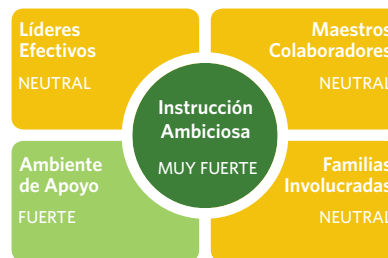 Líderes
Efectivos
NEUTRAL
Maestros
Colaboradores
NEUTRAL
Instrucción
Ambiciosa
MUY FUERTE
Ambiente
de Apoyo
FUERTE
Familias
Involucradas
NEUTRAL